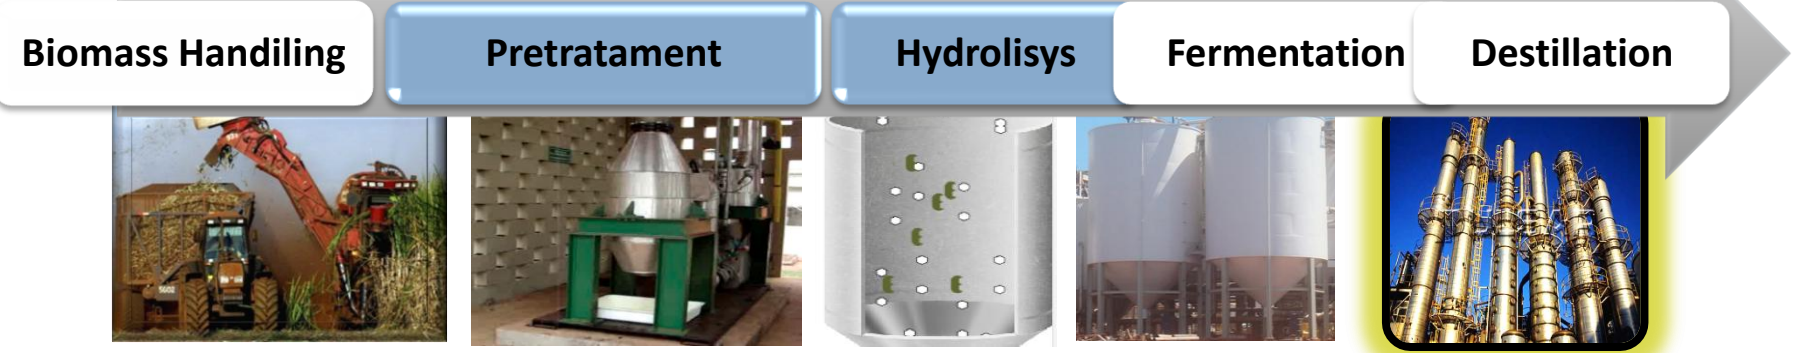 Biomass Handiling
Pretratament
Hydrolisys
Fermentation
Destillation